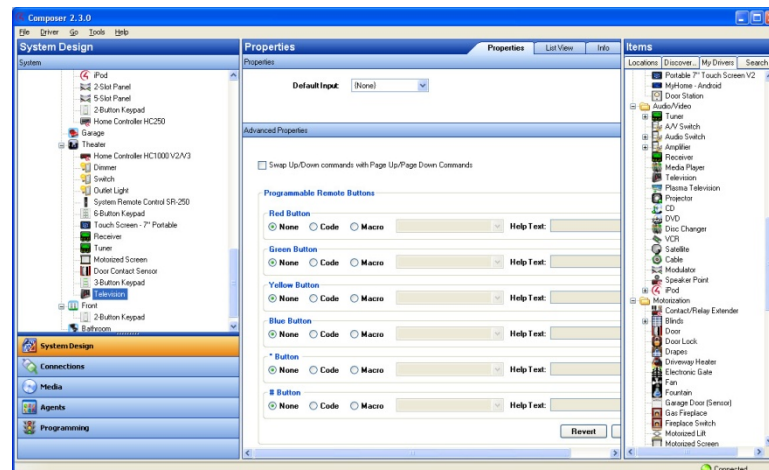 Composer 2.3.0
File Driver Go Tools Help
System Design
System
iPod
2-Slot Panel
5-Slot Panel
2-Button Keypad
Home Controller HC250
Garage
Theater
Home Controller HC1000 V2/V3
Dimmer
Switch
Outlet Light
System Remote Control SR-250
6-Button Keypad
Touch Screen - 7" Portable
Receiver
Tuner
Motorized Screen
Door Contact Sensor
3-Button Keypad
Television
Front
2-Button Keypad
Bathroom
System Design
Connections
Media
Agents
Programming
Properties
Properties List View Info
Properties
Default Input: (None)
Advanced Properties
Swap Up/Down commands with Page Up/Page Down Commands
Programmable Remote Buttons
Red Button
None Code Macro Help Text:
Green Button
None Code Macro Help Text:
Yellow Button
None Code Macro Help Text:
Blue Button
None Code Macro Help Text:
* Button
None Code Macro Help Text:
# Button
None Code Macro Help Text:
Revert
Items
Locations Discover... My Drivers Search
Portable 7" Touch Screen V2
MyHome - Android
Door Station
Audio/Video
Tuner
A/V Switch
Audio Switch
Amplifier
Receiver
Media Player
Television
Plasma Television
Projector
CD
DVD
Disc Changer
VCR
Satellite
Cable
Modulator
Speaker Point
iPod
Motorization
Contact/Relay Extender
Blinds
Door
Door Lock
Drapes
Driveway Heater
Electronic Gate
Fan
Fountain
Garage Door (Sensor)
Gas Fireplace
Fireplace Switch
Motorized Lift
Motorized Screen
Connected